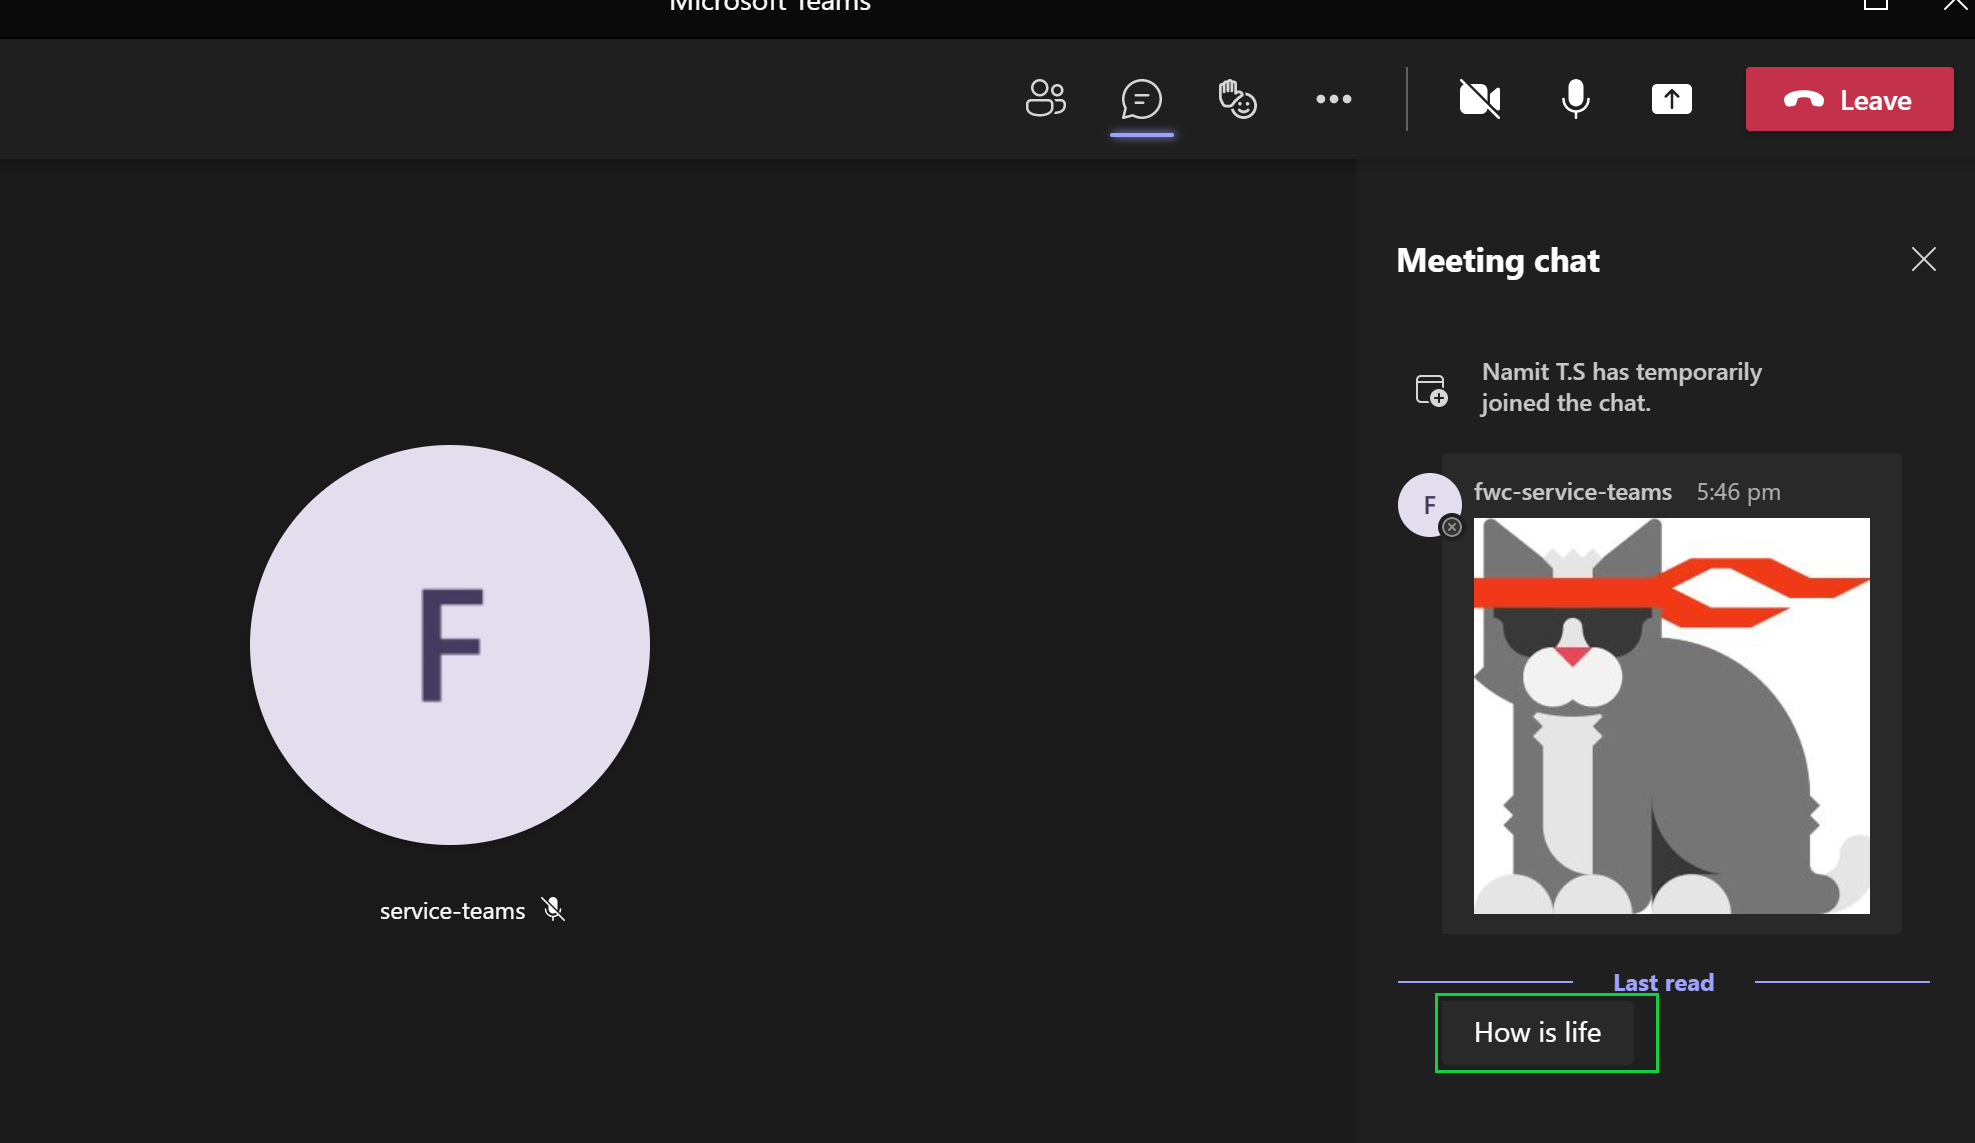 Microsoft Teams
Leave
Meeting chat
Namit T.S has temporarily
joined the chat.
F
fwc-service-teams 5:46 pm
F
service-teams
Last read
How is life